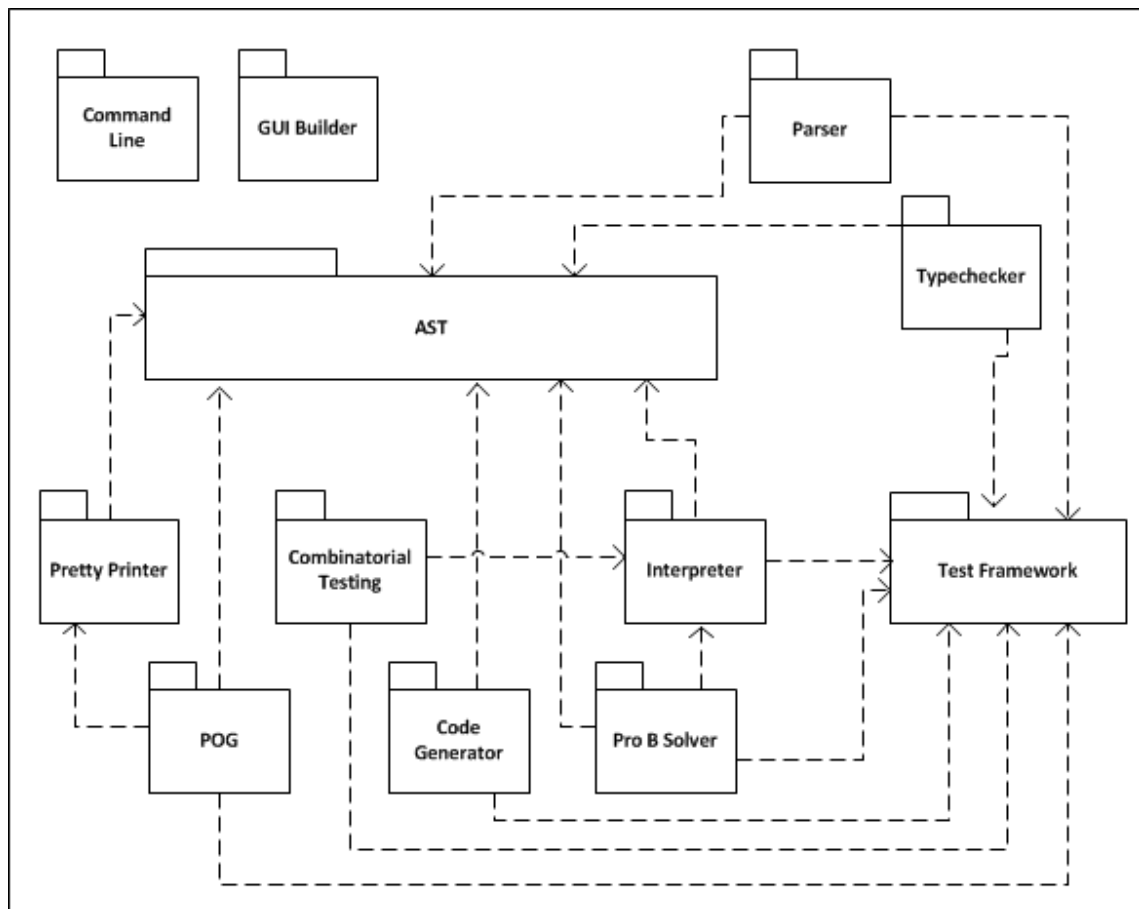 Command
Line
GUI Builder
Parser
Typechecker
AST
Pretty Printer
Combinatorial
Testing
Interpreter
Test Framework
POG
Code
Generator
Pro B Solver